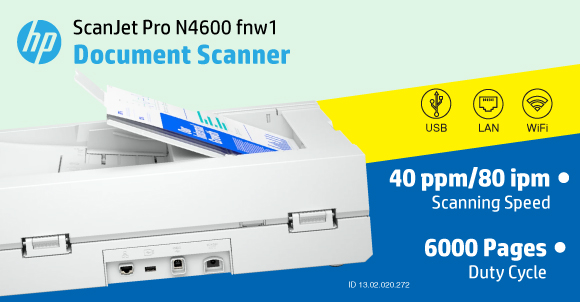 hp
ScanJet Pro N4600 fnw1
Document Scanner
USB
LAN
WiFi
40 ppm/80 ipm
Scanning Speed
6000 Pages
Duty Cycle
ID 13.02.020.272